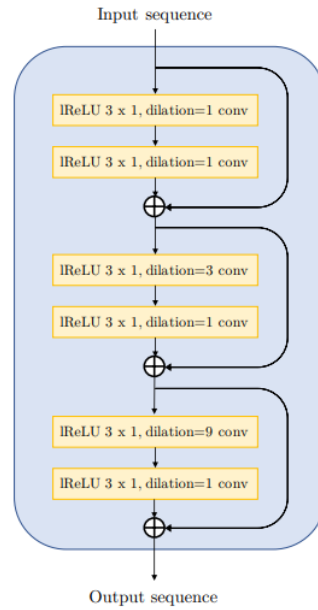 Input sequence
lReLU 3 x 1, dilation=1 conv
lReLU 3 x 1, dilation=1 conv
lReLU 3 x 1, dilation=3 conv
lReLU 3 x 1, dilation=1 conv
lReLU 3 x 1, dilation=9 conv
lReLU 3 x 1, dilation=1 conv
Output sequence